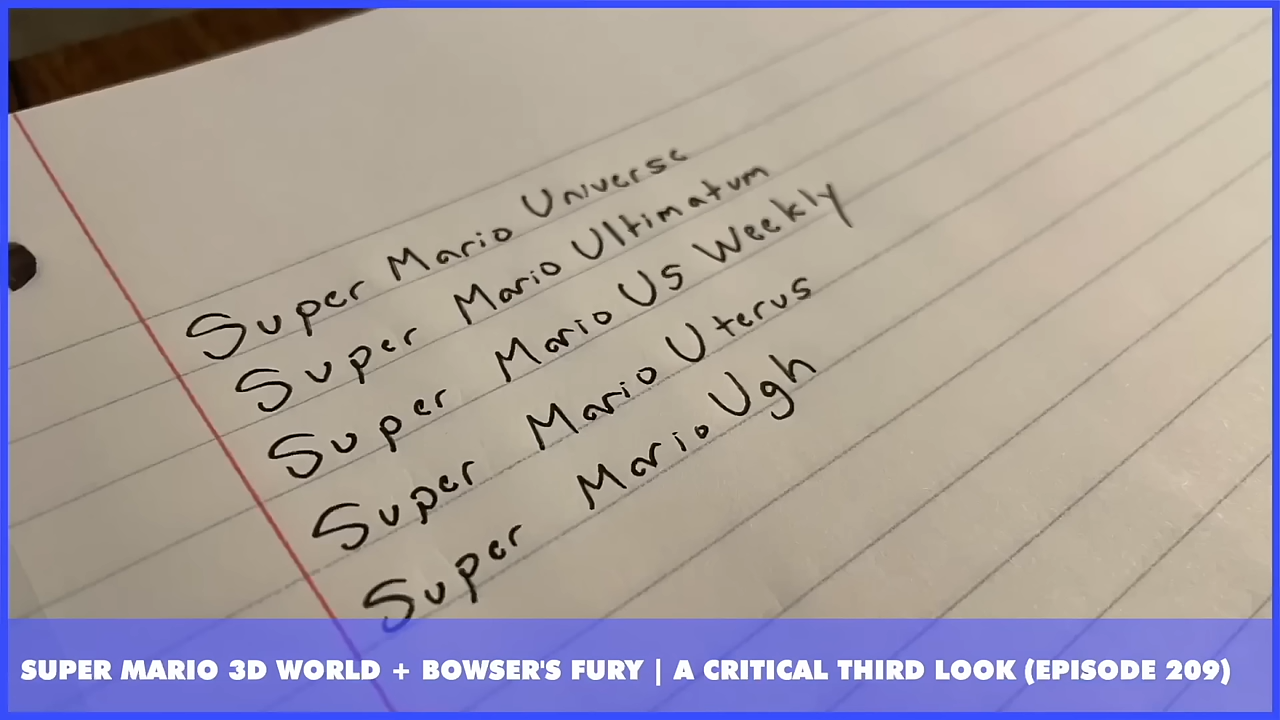 Super Mario Universe
Super Mario Ultimatum
Super Mario US Weekly
Super Mario Uterus
Super Mario Ugh
SUPER MARIO 3D WORLD + BOWSER'S FURY | A CRITICAL THIRD LOOK (EPISODE 209)